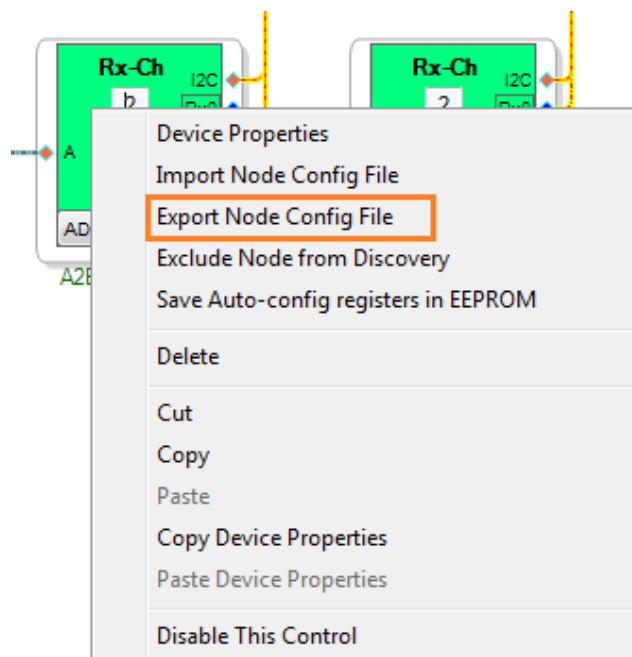 Rx-Ch
I2C
Rx-Ch
I2C
2
A
Device Properties
Import Node Config File
Export Node Config File
AD
Exclude Node from Discovery
A2B
Save Auto-config registers in EEPROM
Delete
Cut
Copy
Paste
Copy Device Properties
Paste Device Properties
Disable This Control